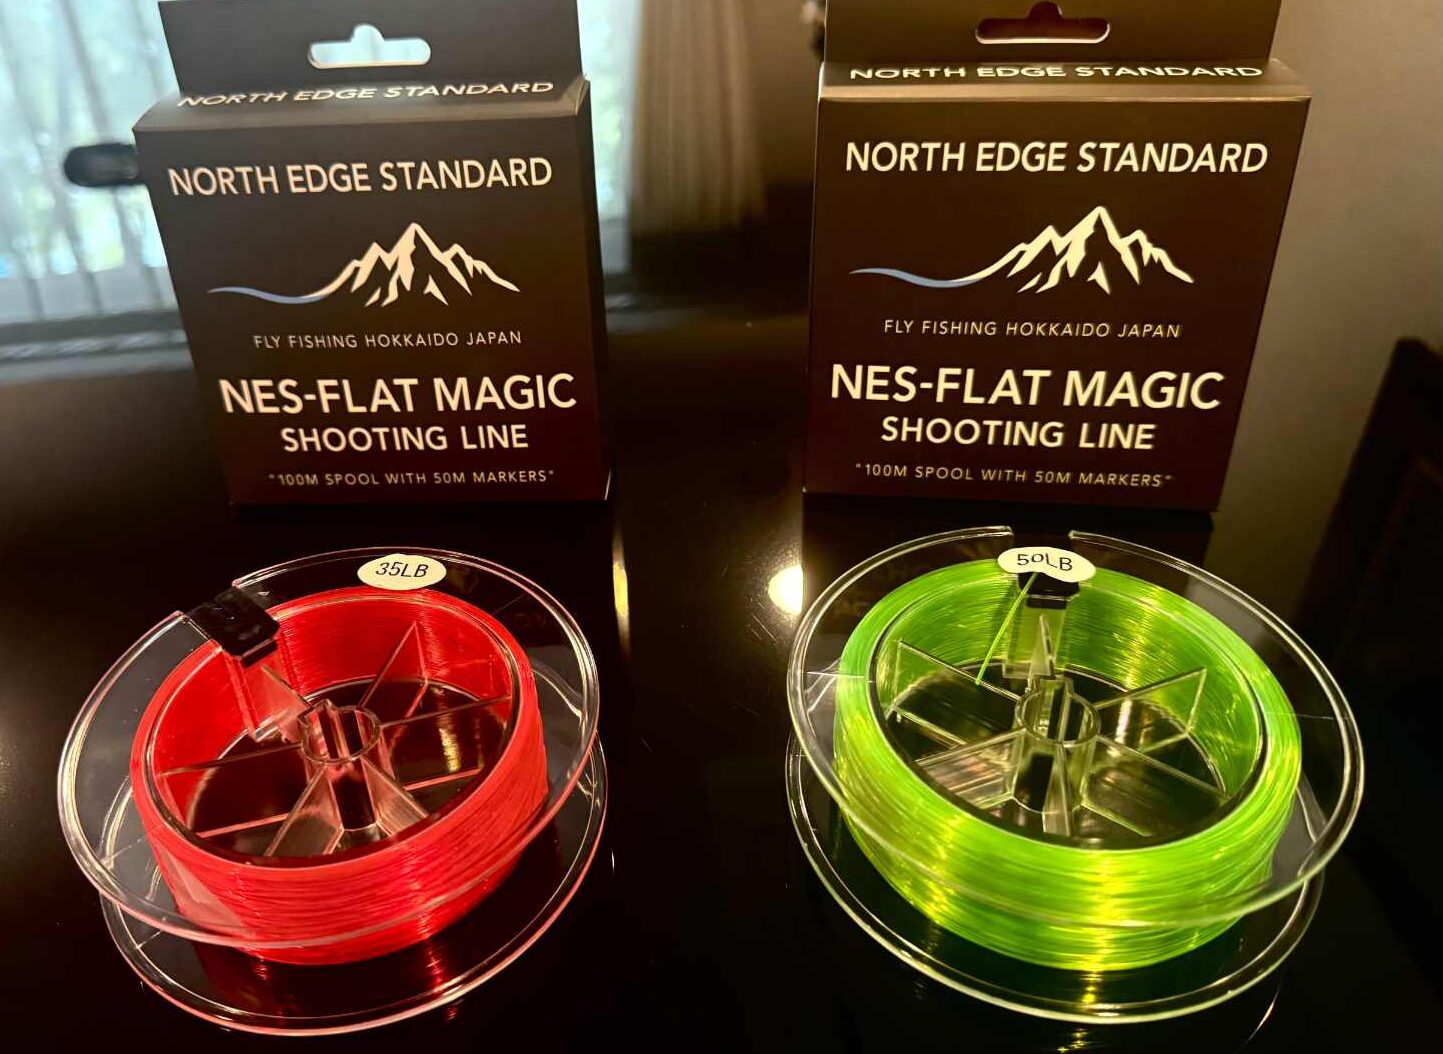 NORTH EDGE STANDARD
NORTH EDGE STANDARD
FLY FISHING HOKKAIDO JAPAN
NES-FLAT MAGIC
SHOOTING LINE
"100M SPOOL WITH 50M MARKERS"
35LB
NORTH EDGE STANDARD
NORTH EDGE STANDARD
FLY FISHING HOKKAIDO JAPAN
NES-FLAT MAGIC
SHOOTING LINE
"100M SPOOL WITH 50M MARKERS"
50LB